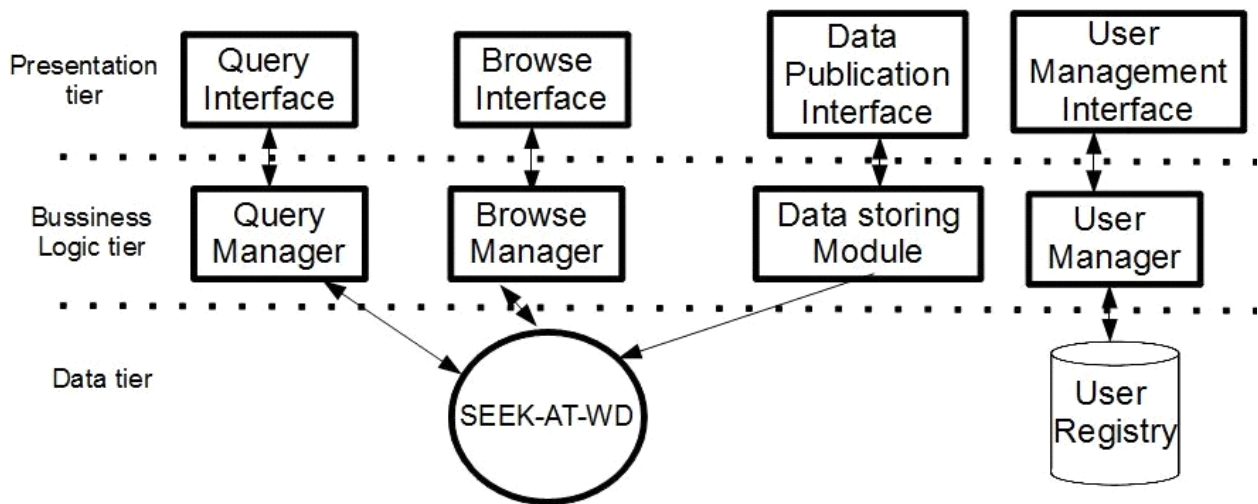 Presentation
tier
Query
Interface
Browse
Interface
Data
Publication
Interface
User
Management
Interface
Bussiness
Logic tier
Query
Manager
Browse
Manager
Data storing
Module
User
Manager
Data tier
SEEK-AT-WD
User
Registry